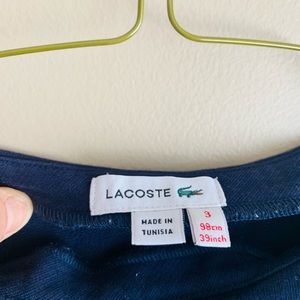 LACOSTE
MADE IN
TUNISIA
3
98cm
39inch